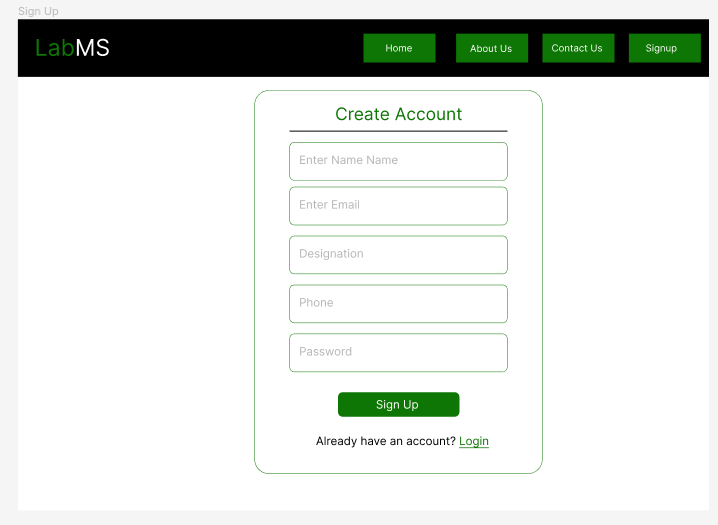 Sign Up
LabMS
Home
About Us
Contact Us
Signup
Create Account
Enter Name Name
Enter Email
Designation
Phone
Password
Sign Up
Already have an account? Login